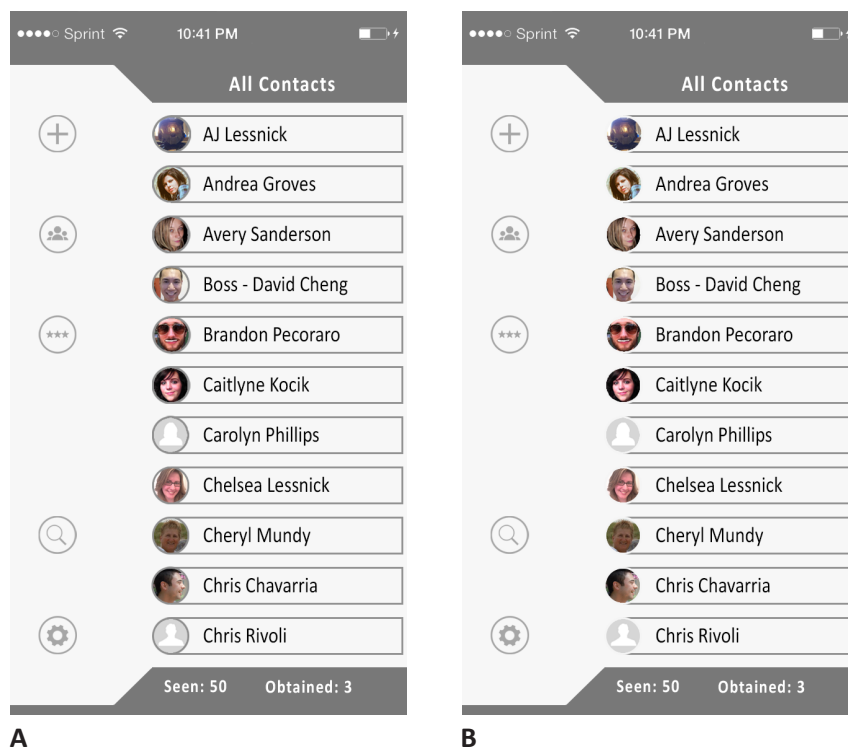 Sprint 10:41 PM
All Contacts
AJ Lessnick
Andrea Groves
Avery Sanderson
Boss - David Cheng
Brandon Pecoraro
Caitlyne Kocik
Carolyn Phillips
Chelsea Lessnick
Cheryl Mundy
Chris Chavarria
Chris Rivoli
Seen: 50 Obtained: 3
A
Sprint 10:41 PM
All Contacts
AJ Lessnick
Andrea Groves
Avery Sanderson
Boss - David Cheng
Brandon Pecoraro
Caitlyne Kocik
Carolyn Phillips
Chelsea Lessnick
Cheryl Mundy
Chris Chavarria
Chris Rivoli
Seen: 50 Obtained: 3
B